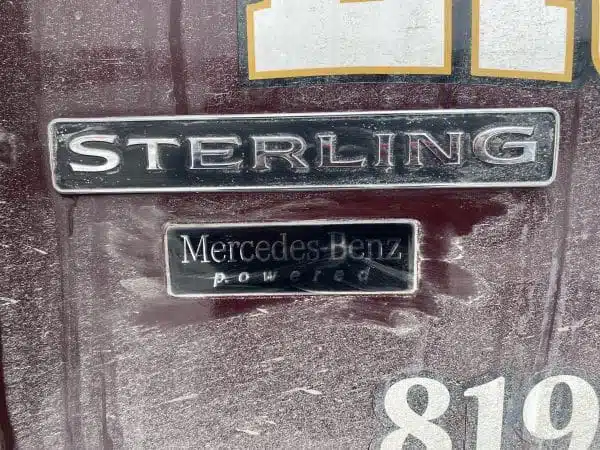 STERLING
Mercedes-Benz
powered
819